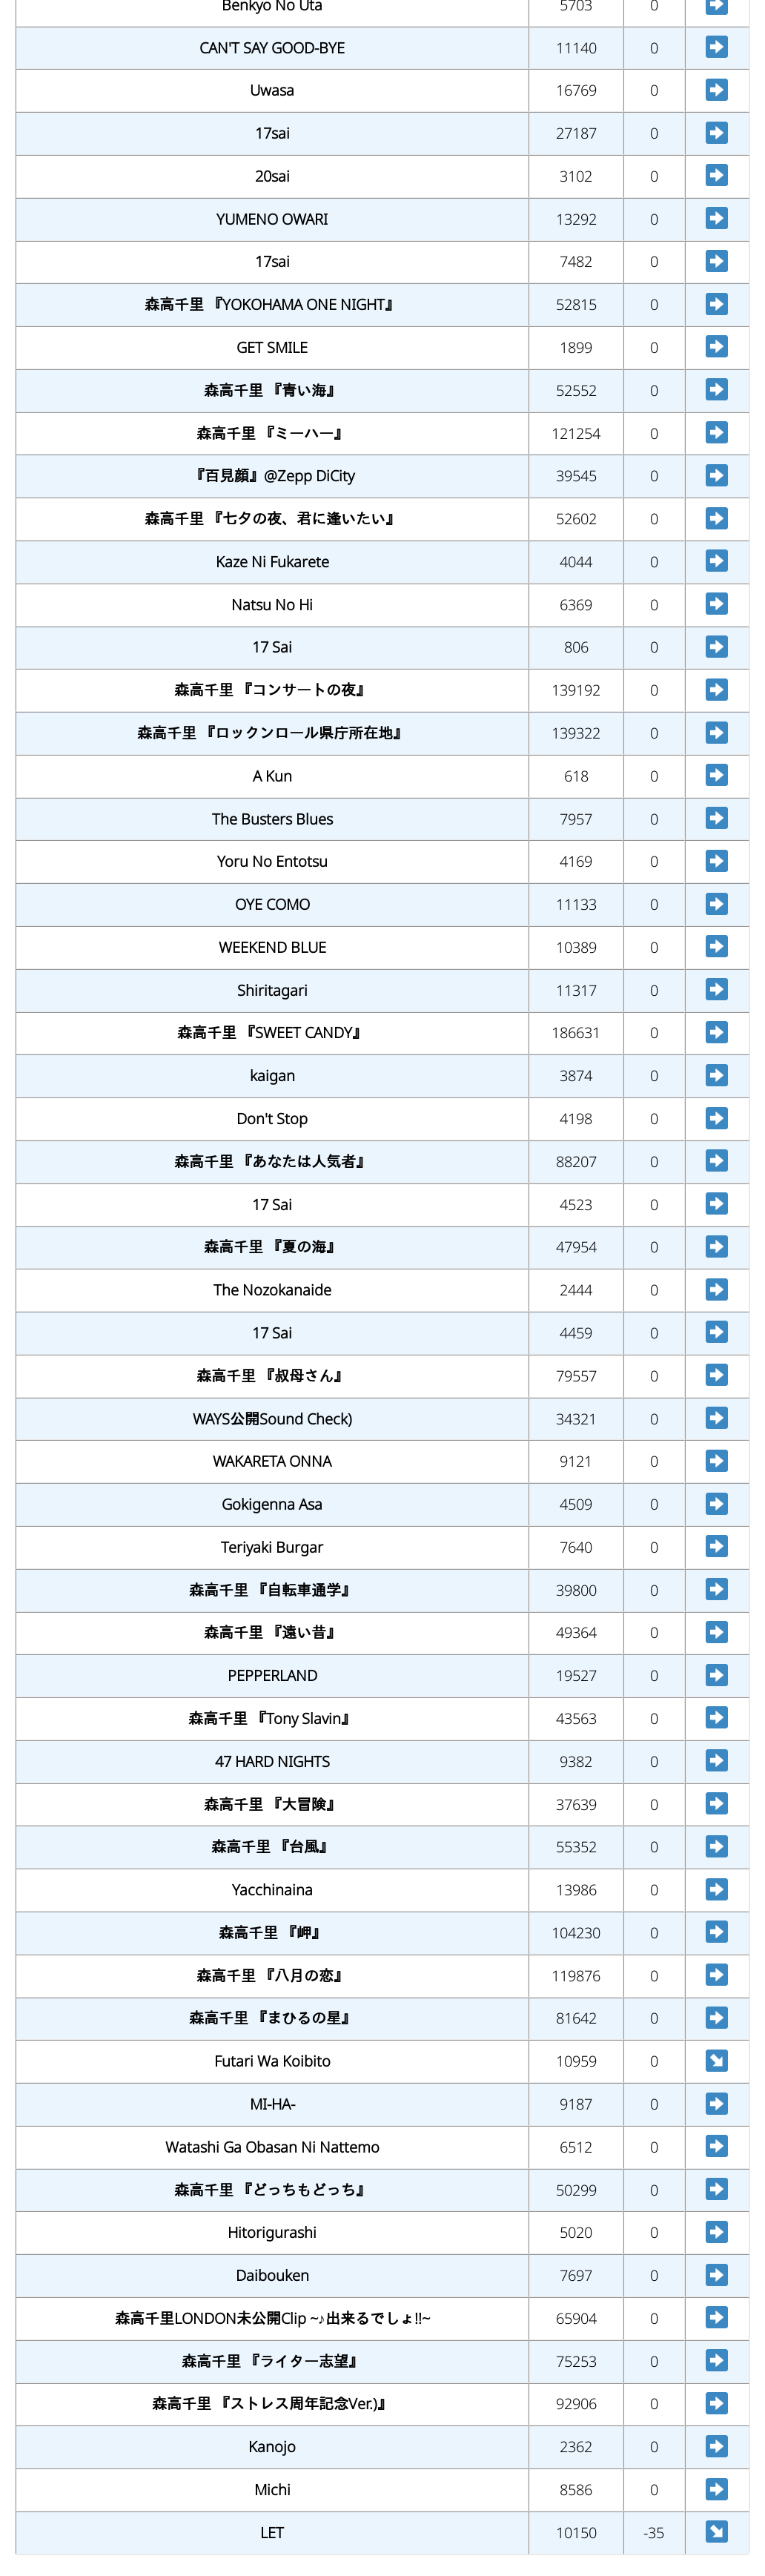 Benkyo No Uta 5703 0
CAN'T SAY GOOD-BYE 11140 0
Uwasa 16769 0
17sai 27187 0
20sai 3102 0
YUMENO OWARI 13292 0
17sai 7482 0
森高千里 『YOKOHAMA ONE NIGHT』 52815 0
GET SMILE 1899 0
森高千里 『青い海』 52552 0
森高千里 『ミーハー』 121254 0
『百見顔』@Zepp DiCity 39545 0
森高千里 『七夕の夜、君に逢いたい』 52602 0
Kaze Ni Fukarete 4044 0
Natsu No Hi 6369 0
17 Sai 806 0
森高千里 『コンサートの夜』 139192 0
森高千里 『ロックンロール県庁所在地』 139322 0
A Kun 618 0
The Busters Blues 7957 0
Yoru No Entotsu 4169 0
OYE COMO 11133 0
WEEKEND BLUE 10389 0
Shiritagari 11317 0
森高千里 『SWEET CANDY』 186631 0
kaigan 3874 0
Don't Stop 4198 0
森高千里 『あなたは人気者』 88207 0
17 Sai 4523 0
森高千里 『夏の海』 47954 0
The Nozokanaide 2444 0
17 Sai 4459 0
森高千里 『叔母さん』 79557 0
WAYS公開Sound Check) 34321 0
WAKARETA ONNA 9121 0
Gokigenna Asa 4509 0
Teriyaki Burgar 7640 0
森高千里 『自転車通学』 39800 0
森高千里 『遠い昔』 49364 0
PEPPERLAND 19527 0
森高千里 『Tony Slavin』 43563 0
47 HARD NIGHTS 9382 0
森高千里 『大冒険』 37639 0
森高千里 『台風』 55352 0
Yacchinaina 13986 0
森高千里 『岬』 104230 0
森高千里 『八月の恋』 119876 0
森高千里 『まひるの星』 81642 0
Futari Wa Koibito 10959 0
MI-HA- 9187 0
Watashi Ga Obasan Ni Nattemo 6512 0
森高千里 『どっちもどっち』 50299 0
Hitorigurashi 5020 0
Daibouken 7697 0
森高千里LONDON未公開Clip ~♪出来るでしょ!!~ 65904 0
森高千里 『ライター志望』 75253 0
森高千里 『ストレス周年記念Ver.)』 92906 0
Kanojo 2362 0
Michi 8586 0
LET 10150 -35